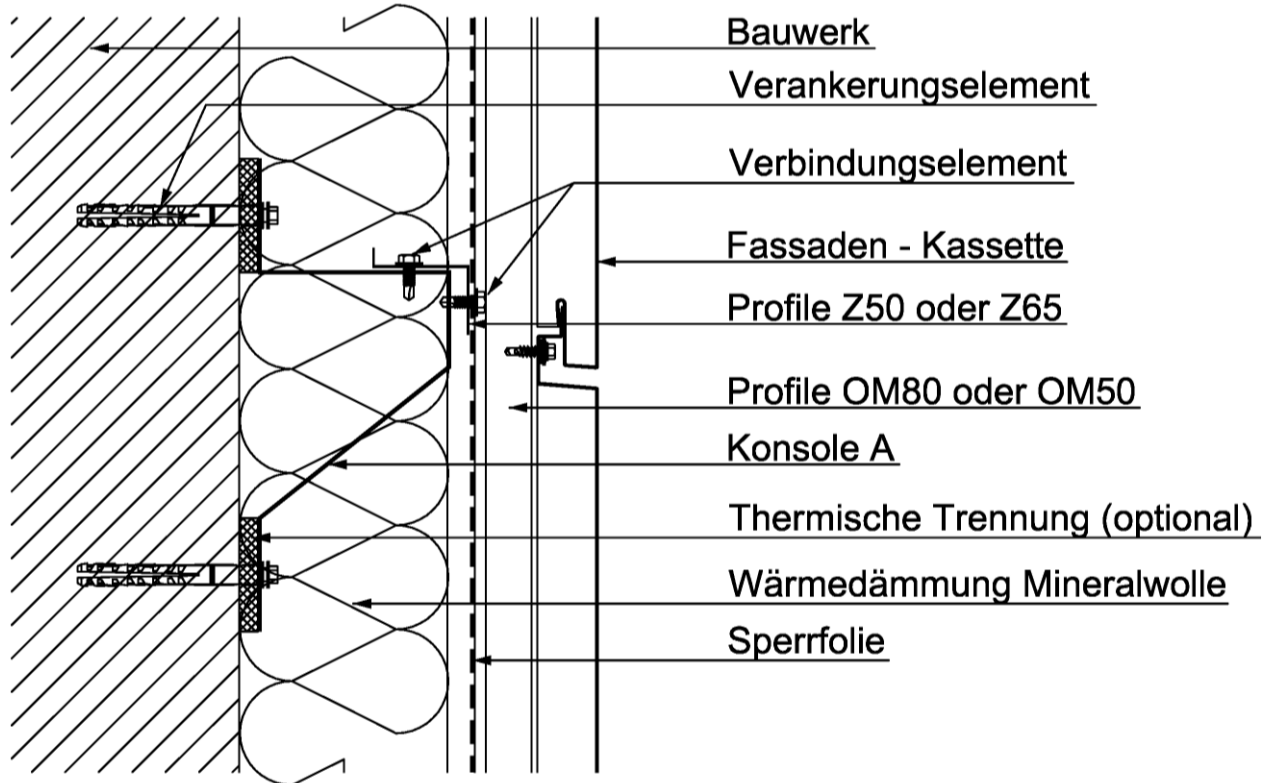 Bauwerk
Verankerungselement
Verbindungselement
Fassaden - Kassette
Profile Z50 oder Z65
Profile OM80 oder OM50
Konsole A
Thermische Trennung (optional)
Wärmedämmung Mineralwolle
Sperrfolie